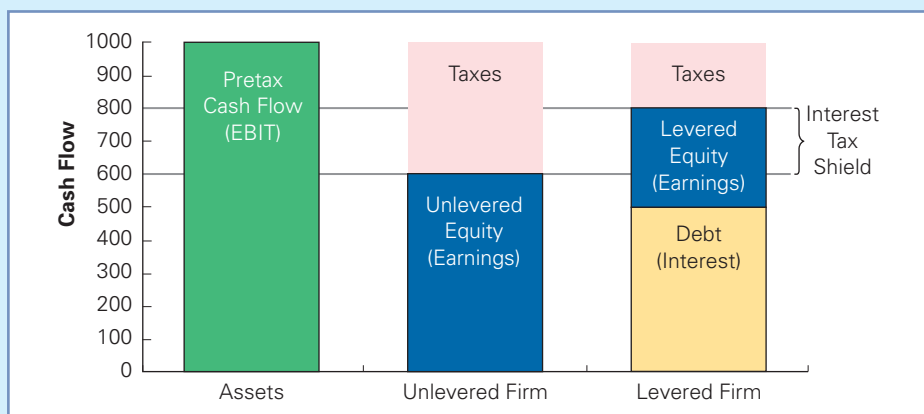 Cash Flow
1000
900
800
700
600
500
400
300
200
100
0
Pretax
Cash Flow
(EBIT)
Taxes
Unlevered
Equity
(Earnings)
Taxes
Levered
Equity
(Earnings)
Debt
(Interest)
Interest
Tax
Shield
Assets
Unlevered Firm
Levered Firm